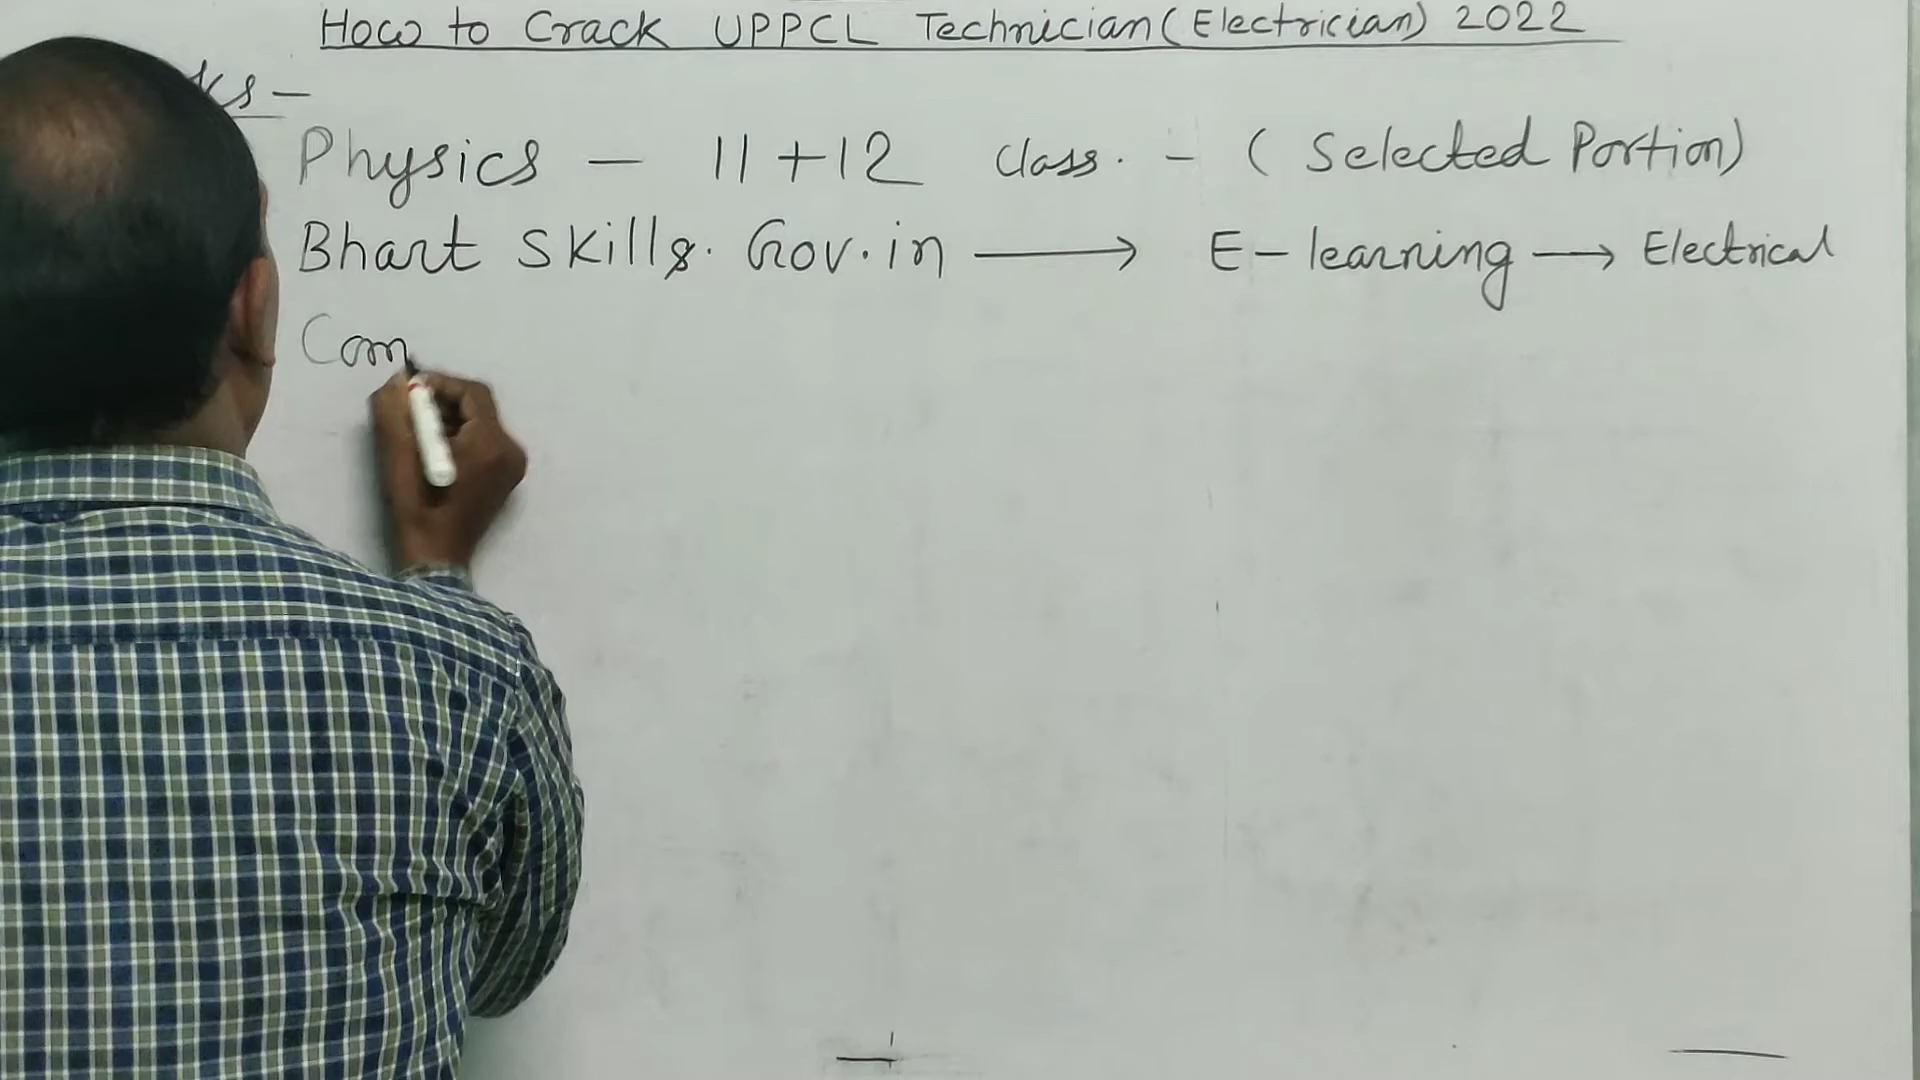 How to Crack UPPCL Technician (Electrician) 2022
Physics - 11 + 12 Class. - (Selected Portion)
Bhart Skills. Gov.in → E-learning → Electrical
Com